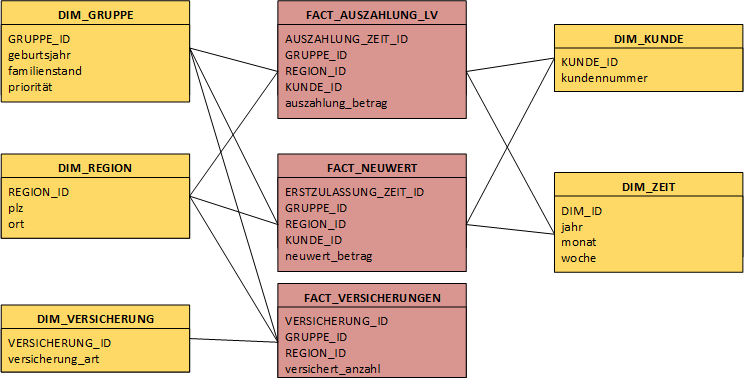 DIM_GRUPPE
GRUPPE_ID
geburtsjahr
familienstand
priorität
DIM_REGION
REGION_ID
plz
ort
DIM_VERSICHERUNG
VERSICHERUNG_ID
versicherung_art
FACT_AUSZAHLUNG_LV
AUSZAHLUNG_ZEIT_ID
GRUPPE_ID
REGION_ID
KUNDE_ID
auszahlung_betrag
FACT_NEUWERT
ERSTZULASSUNG_ZEIT_ID
GRUPPE_ID
REGION_ID
KUNDE_ID
neuwert_betrag
FACT_VERSICHERUNGEN
VERSICHERUNG_ID
GRUPPE_ID
REGION_ID
versichert_anzahl
DIM_KUNDE
KUNDE_ID
kundennummer
DIM_ZEIT
DIM_ID
jahr
monat
woche